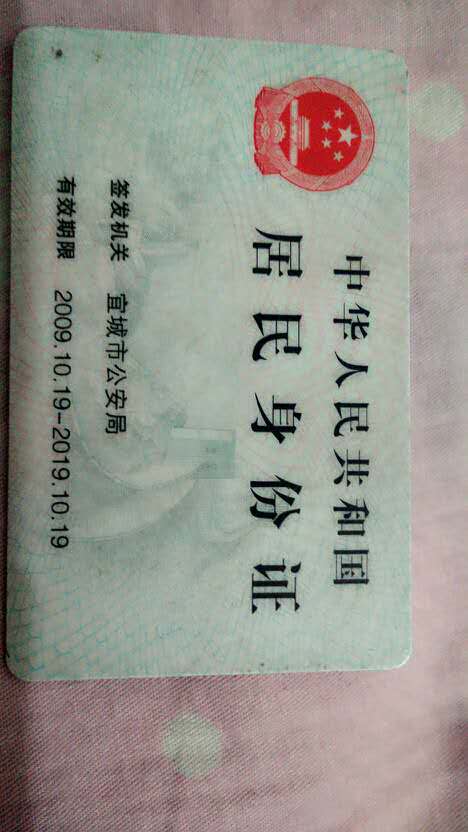 中华人民共和国
居民身份证
签发机关 宜城市公安局
有效期限 2009.10.19-2019.10.19